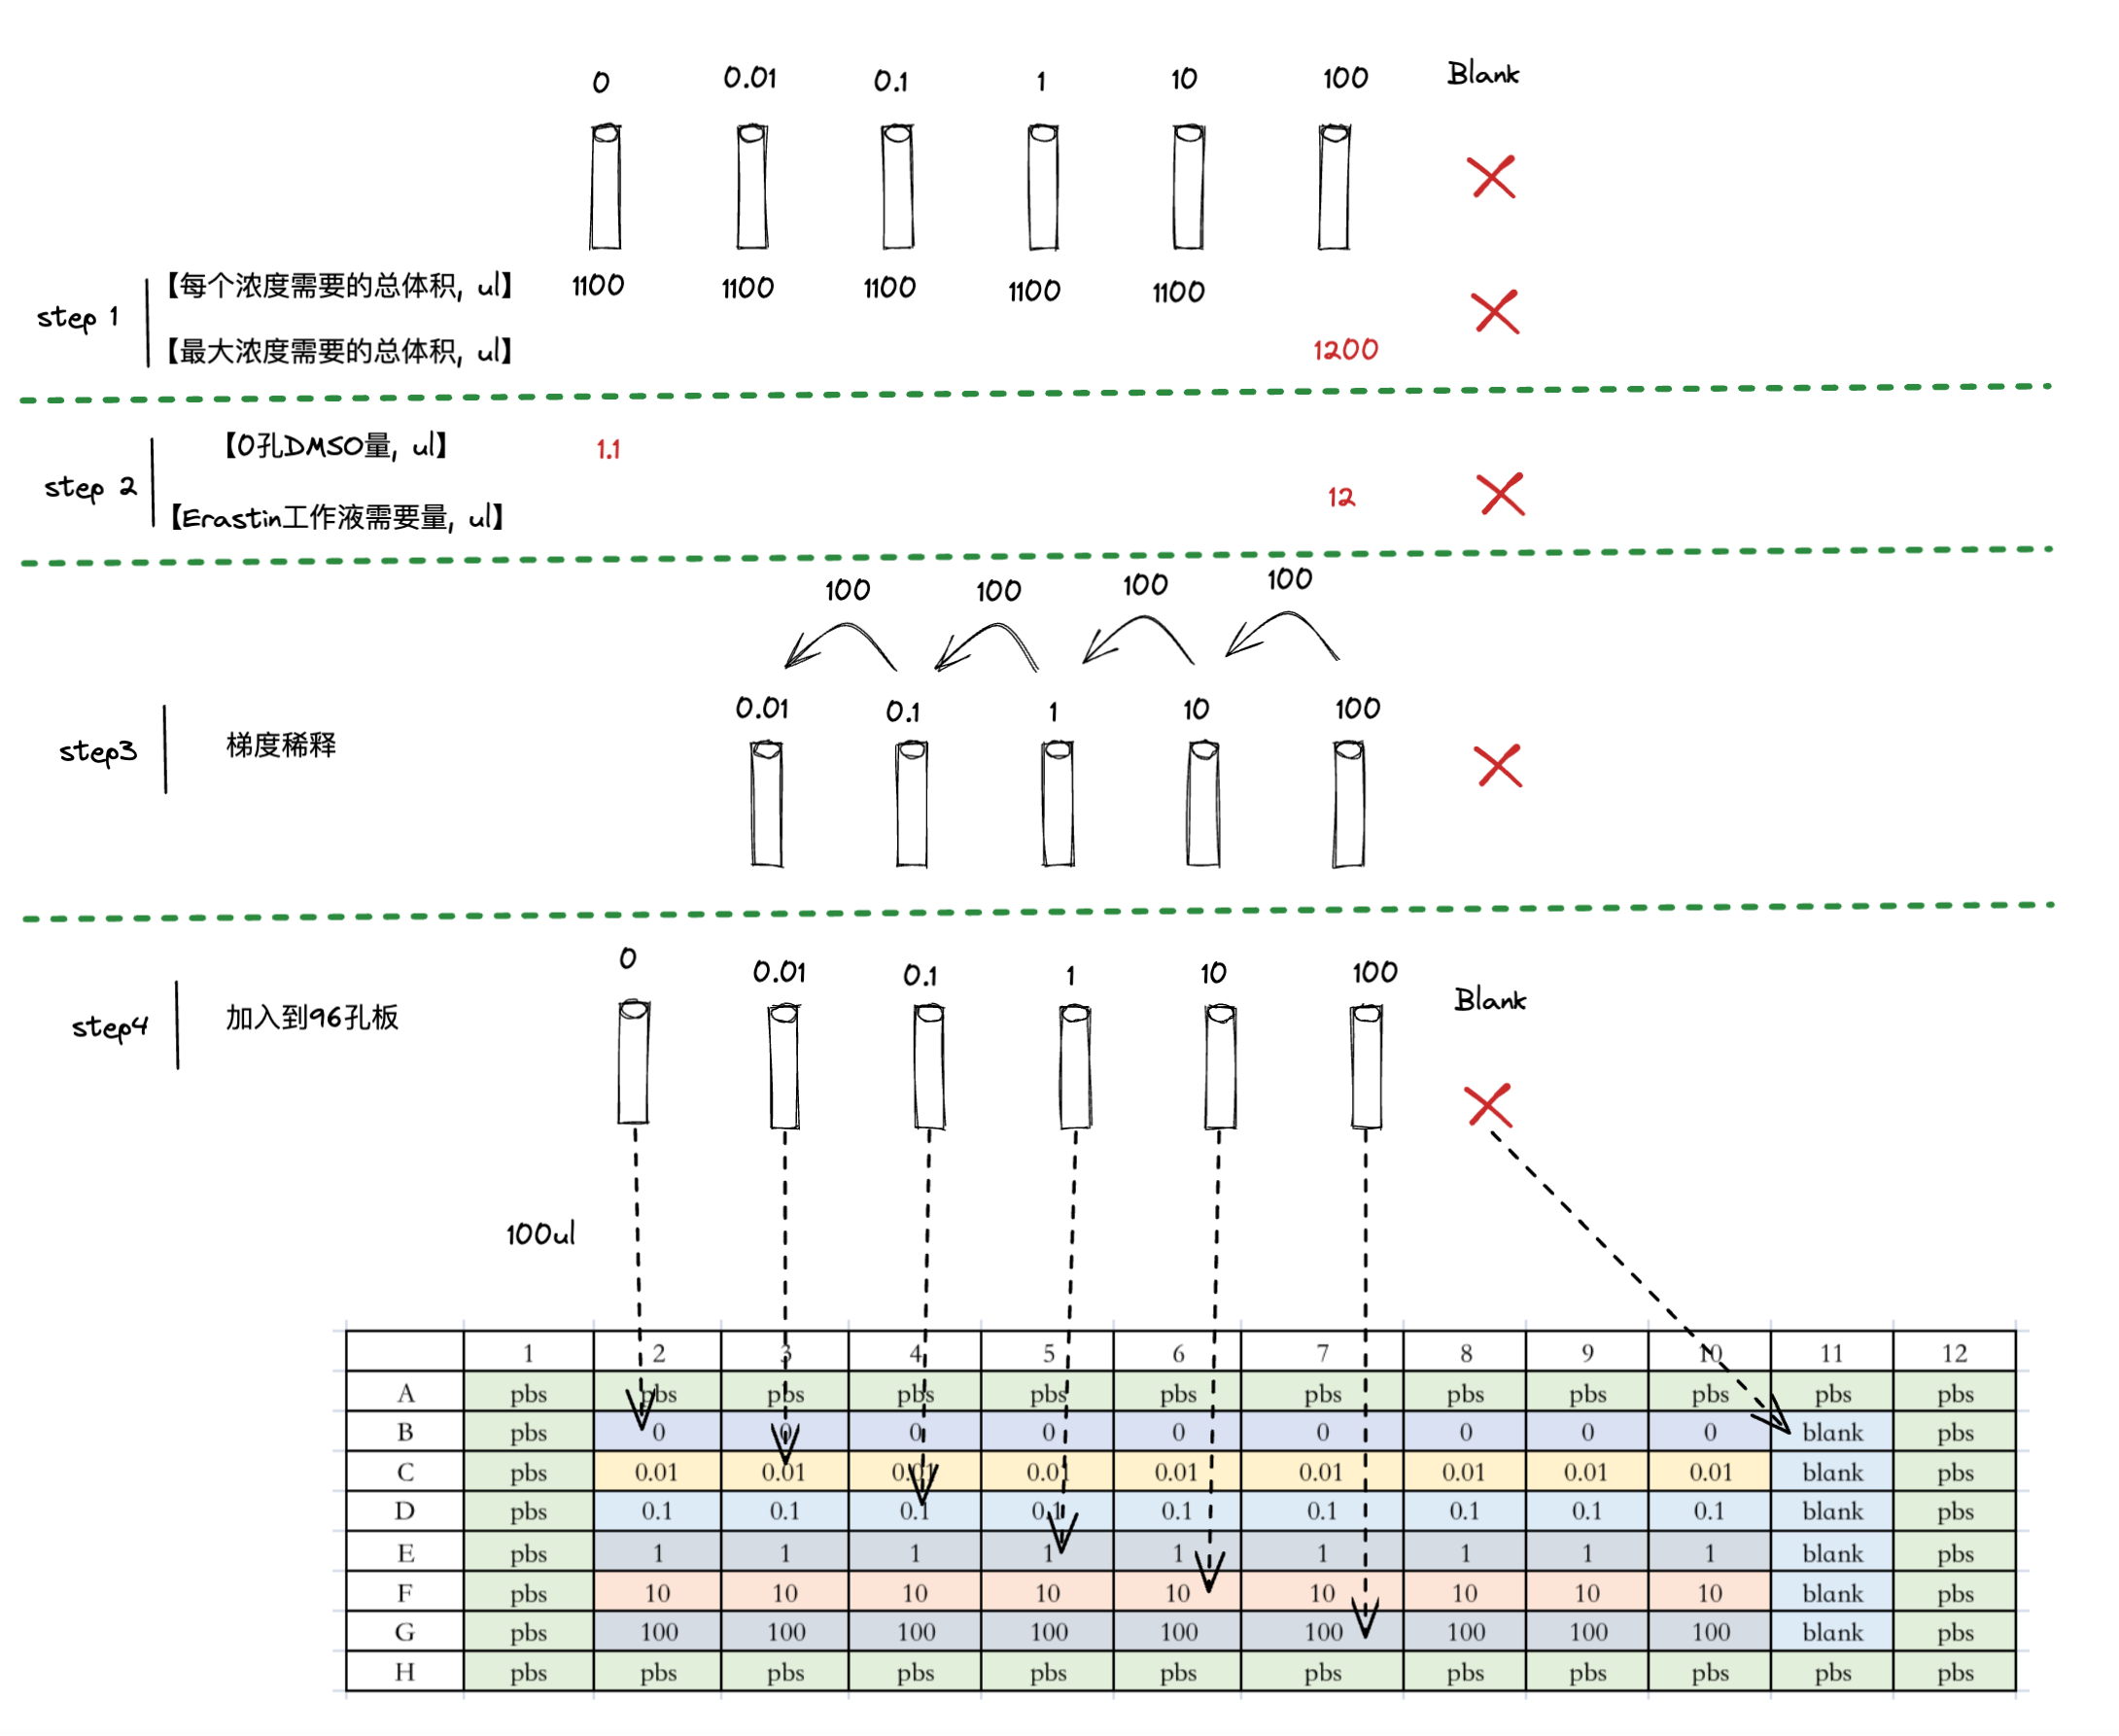 0 0.01 0.1 1 10 100 Blank
step 1
【每个浓度需要的总体积, ul】 1100 1100 1100 1100 1100
【最大浓度需要的总体积, ul】 1200
step 2
【0孔DMSO量, ul】 1.1
【Erastin工作液需要量, ul】 12
100 100 100 100
0.01 0.1 1 10 100
step3 梯度稀释
0 0.01 0.1 1 10 100 Blank
step4 加入到96孔板
100ul
1 2 3 4 5 6 7 8 9 10 11 12
A pbs pbs pbs pbs pbs pbs pbs pbs pbs pbs pbs pbs
B pbs 0 0 0 0 0 0 0 0 0 blank pbs
C pbs 0.01 0.01 0.01 0.01 0.01 0.01 0.01 0.01 0.01 blank pbs
D pbs 0.1 0.1 0.1 0.1 0.1 0.1 0.1 0.1 0.1 blank pbs
E pbs 1 1 1 1 1 1 1 1 1 blank pbs
F pbs 10 10 10 10 10 10 10 10 10 blank pbs
G pbs 100 100 100 100 100 100 100 100 100 blank pbs
H pbs pbs pbs pbs pbs pbs pbs pbs pbs pbs pbs pbs